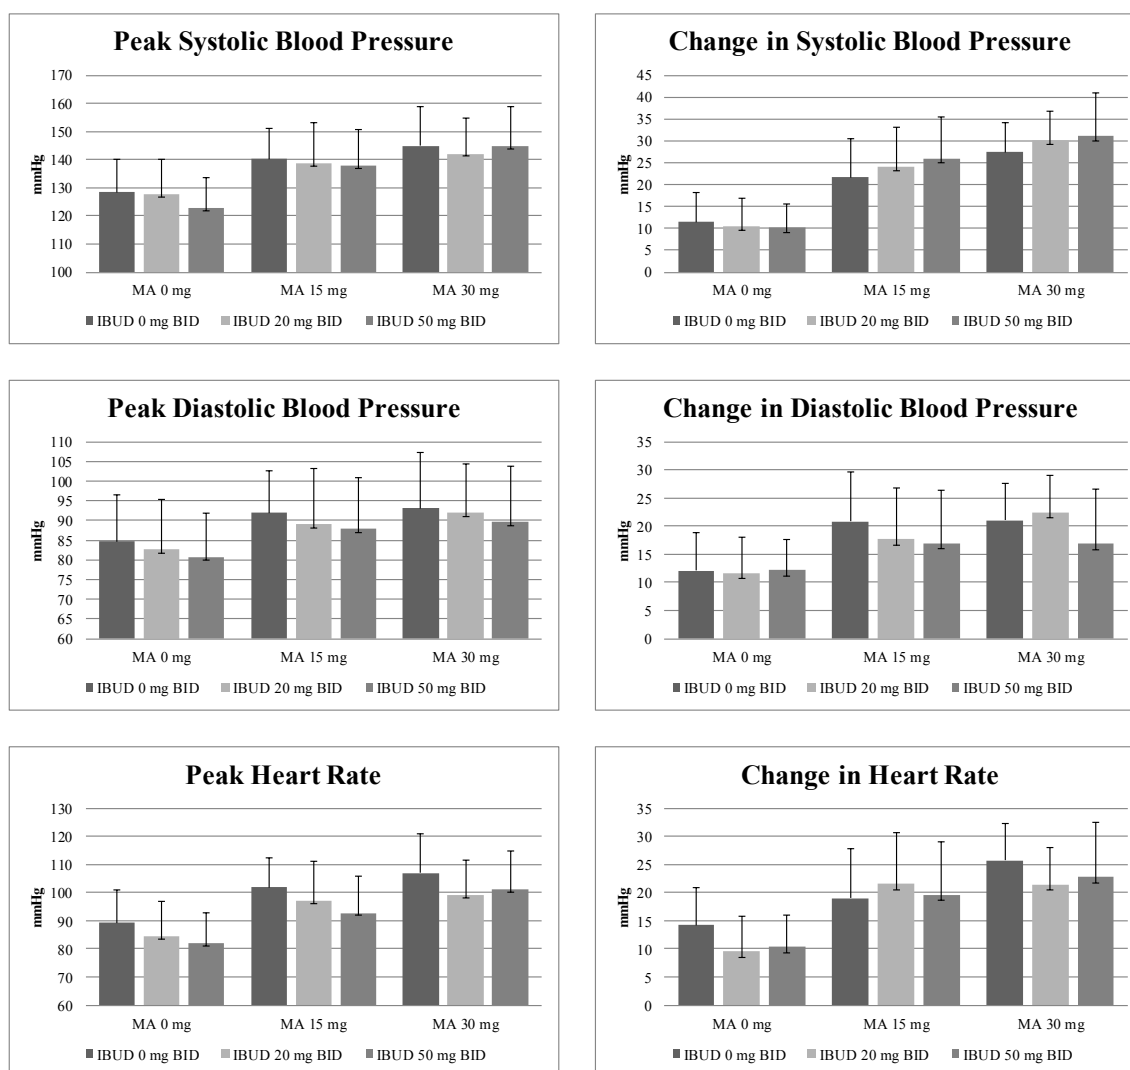 Peak Systolic Blood Pressure
mmHg
170
160
150
140
130
120
110
100
MA 0 mg MA 15 mg MA 30 mg
IBUD 0 mg BID IBUD 20 mg BID IBUD 50 mg BID
Change in Systolic Blood Pressure
mmHg
45
40
35
30
25
20
15
10
5
0
MA 0 mg MA 15 mg MA 30 mg
IBUD 0 mg BID IBUD 20 mg BID IBUD 50 mg BID
Peak Diastolic Blood Pressure
mmHg
110
105
100
95
90
85
80
75
70
65
60
MA 0 mg MA 15 mg MA 30 mg
IBUD 0 mg BID IBUD 20 mg BID IBUD 50 mg BID
Change in Diastolic Blood Pressure
mmHg
35
30
25
20
15
10
5
0
MA 0 mg MA 15 mg MA 30 mg
IBUD 0 mg BID IBUD 20 mg BID IBUD 50 mg BID
Peak Heart Rate
mmHg
130
120
110
100
90
80
70
60
MA 0 mg MA 15 mg MA 30 mg
IBUD 0 mg BID IBUD 20 mg BID IBUD 50 mg BID
Change in Heart Rate
mmHg
35
30
25
20
15
10
5
0
MA 0 mg MA 15 mg MA 30 mg
IBUD 0 mg BID IBUD 20 mg BID IBUD 50 mg BID